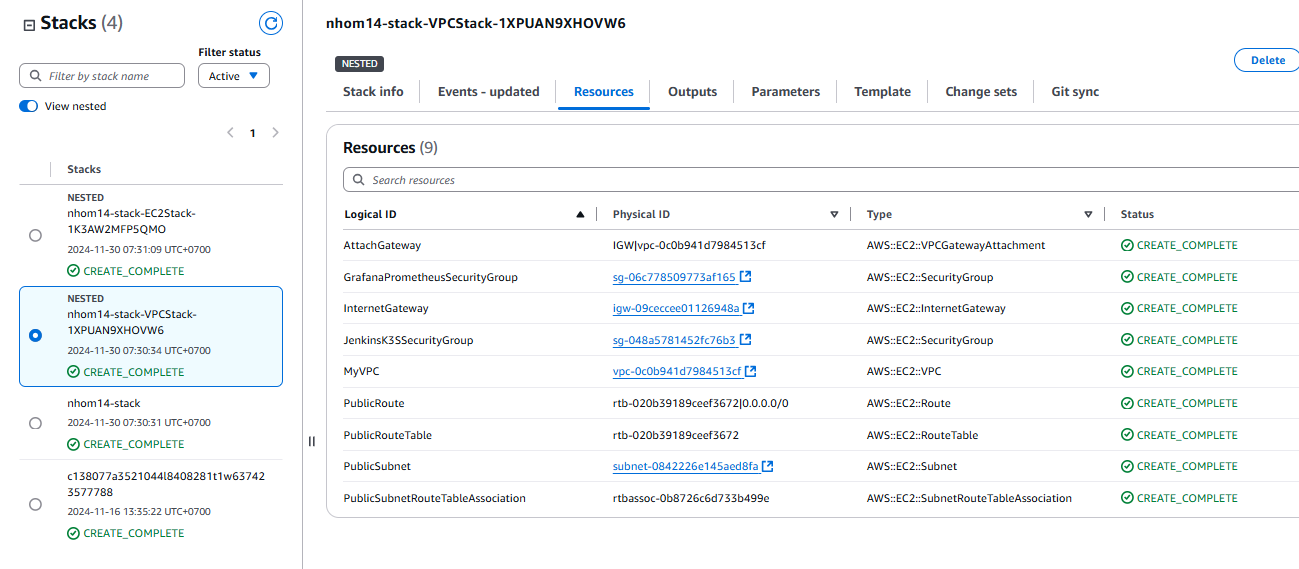 Stacks (4)
Filter status
Filter by stack name
Active
View nested
1
Stacks
NESTED
nhom14-stack-EC2Stack-
1K3AW2MFP5QMO
2024-11-30 07:31:09 UTC+0700
CREATE_COMPLETE
NESTED
nhom14-stack-VPCStack-
1XPUAN9XHOVW6
2024-11-30 07:30:34 UTC+0700
CREATE_COMPLETE
nhom14-stack
2024-11-30 07:30:31 UTC+0700
CREATE_COMPLETE
c138077a3521044l8408281t1w63742
3577788
2024-11-16 13:35:22 UTC+0700
CREATE_COMPLETE
nhom14-stack-VPCStack-1XPUAN9XHOVW6
NESTED
Delete
Stack info Events - updated Resources Outputs Parameters Template Change sets Git sync
Resources (9)
Search resources
Logical ID Physical ID Type Status
AttachGateway IGW|vpc-0c0b941d7984513cf AWS::EC2::VPCGatewayAttachment CREATE_COMPLETE
GrafanaPrometheusSecurityGroup sg-06c778509773af165 AWS::EC2::SecurityGroup CREATE_COMPLETE
InternetGateway igw-09ceccee01126948a AWS::EC2::InternetGateway CREATE_COMPLETE
JenkinsK3SSecurityGroup sg-048a5781452fc76b3 AWS::EC2::SecurityGroup CREATE_COMPLETE
MyVPC vpc-0c0b941d7984513cf AWS::EC2::VPC CREATE_COMPLETE
PublicRoute rtb-020b39189ceef3672|0.0.0.0/0 AWS::EC2::Route CREATE_COMPLETE
PublicRouteTable rtb-020b39189ceef3672 AWS::EC2::RouteTable CREATE_COMPLETE
PublicSubnet subnet-0842226e145aed8fa AWS::EC2::Subnet CREATE_COMPLETE
PublicSubnetRouteTableAssociation rtbassoc-0b8726c6d733b499e AWS::EC2::SubnetRouteTableAssociation CREATE_COMPLETE